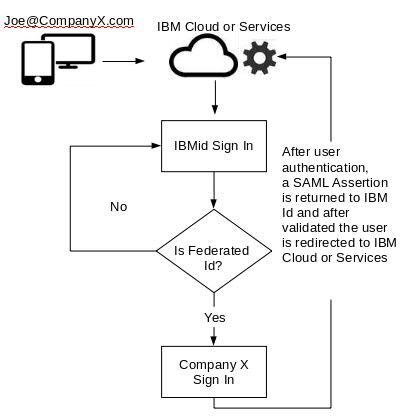 Joe@CompanyX.com
IBM Cloud or Services
IBMid Sign In
After user
authentication,
a SAML Assertion
is returned to IBM
Id and after
validated the user
is redirected to IBM
Cloud or Services
No
Is Federated
Id?
Yes
Company X
Sign In